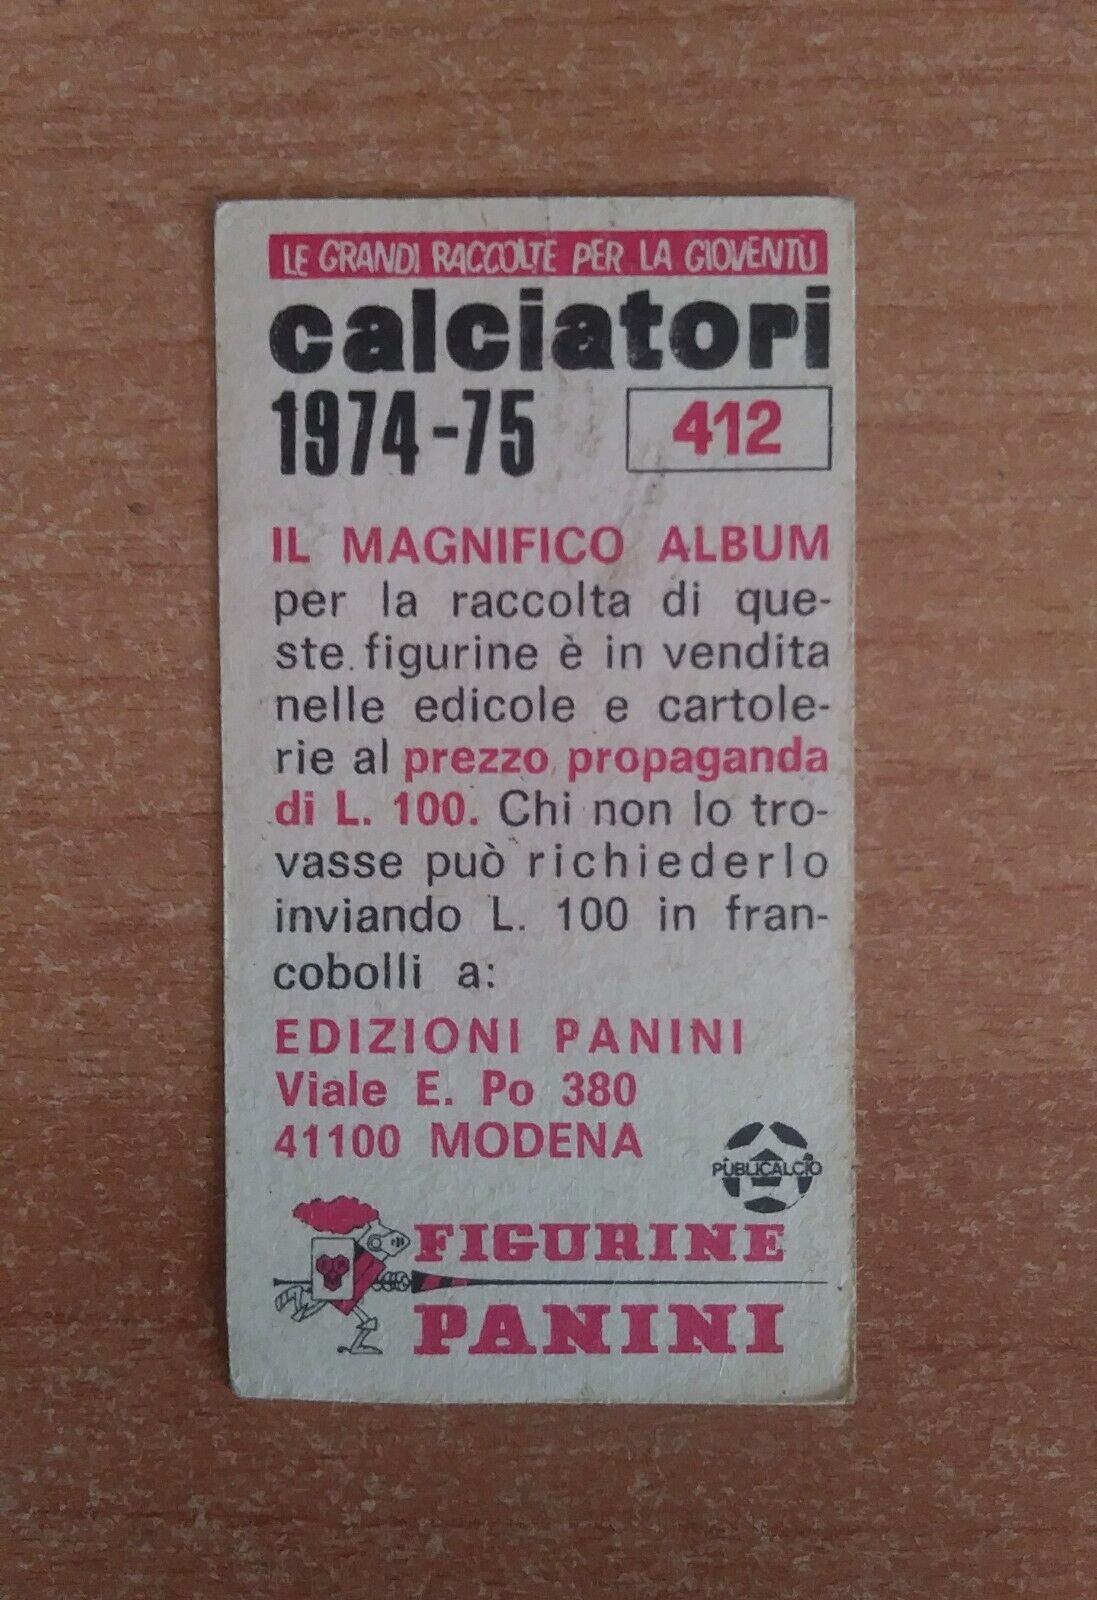 LE GRANDI RACCOLTE PER LA GIOVENTÙ
calciatori
1974-75 412
IL MAGNIFICO ALBUM
per la raccolta di que-
ste figurine è in vendita
nelle edicole e cartole-
rie al prezzo propaganda
di L. 100. Chi non lo tro-
vasse può richiederlo
inviando L. 100 in fran-
cobolli a:
EDIZIONI PANINI
Viale E. Po 380
41100 MODENA
PUBLICALCIO
FIGURINE
PANINI